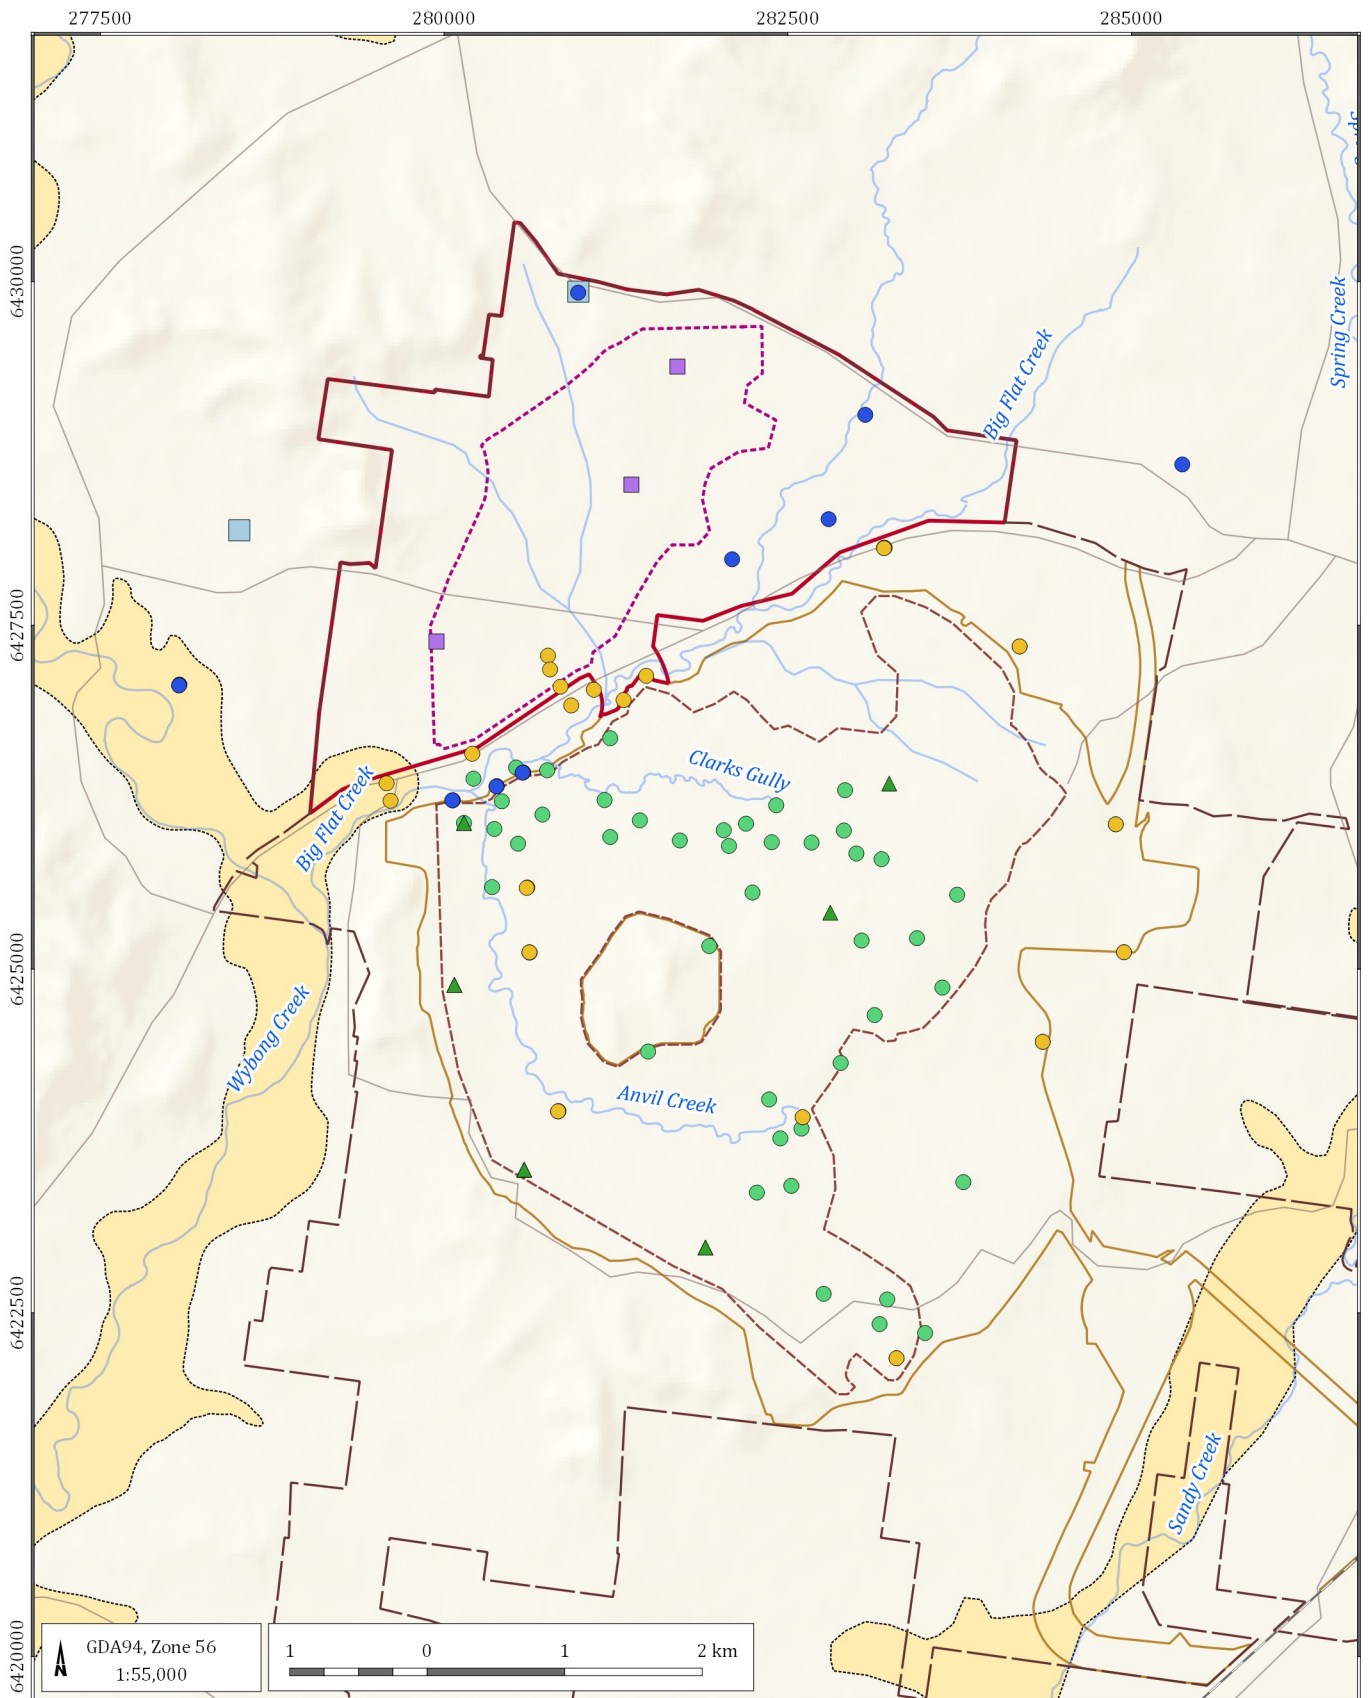 277500
280000
282500
285000
6430000
6427500
6425000
6422500
6420000
Big Flat Creek
Spring Creek
Clarks Gully
Big Flat Creek
Wybong Creek
Anvil Creek
Sandy Creek
N
GDA94, Zone 56
1:55,000
1 0 1 2 km